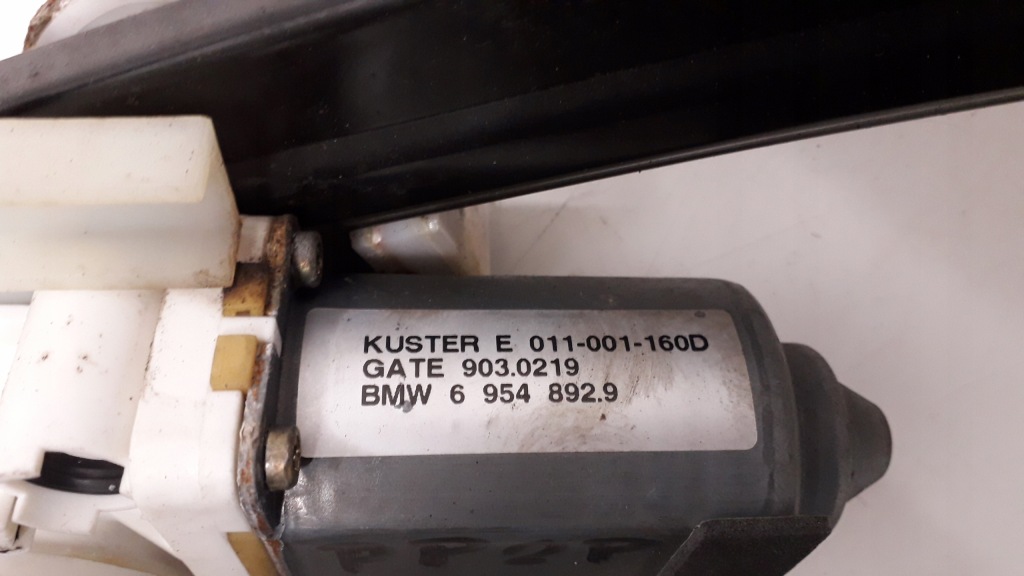 KUSTER E 011-001-160D
GATE 903.0219
BMW 6 954 892.9